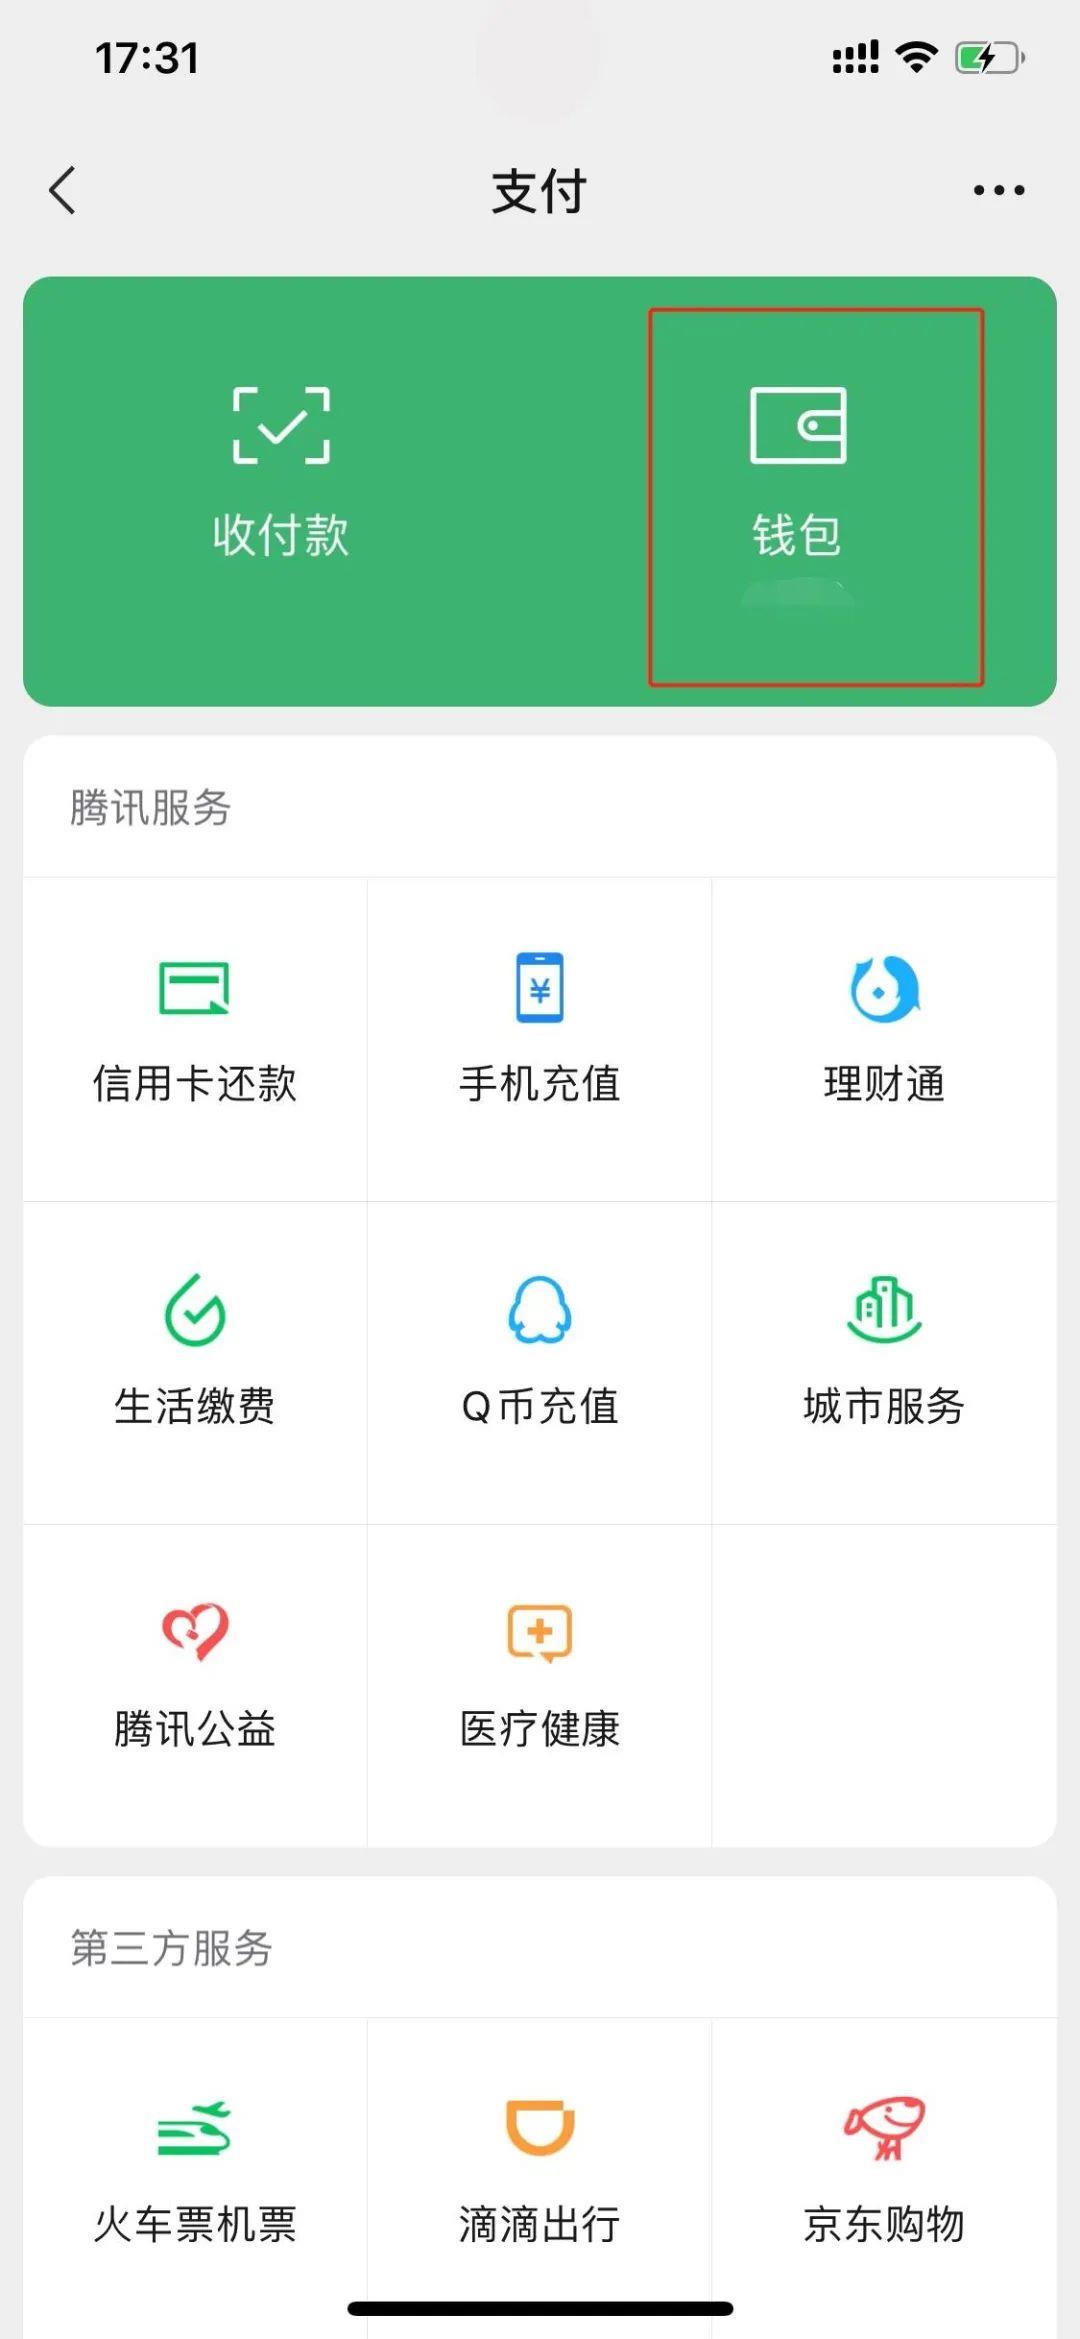 17:31
支付
收付款
钱包
腾讯服务
信用卡还款
手机充值
理财通
生活缴费
Q币充值
城市服务
腾讯公益
医疗健康
第三方服务
火车票机票
滴滴出行
京东购物